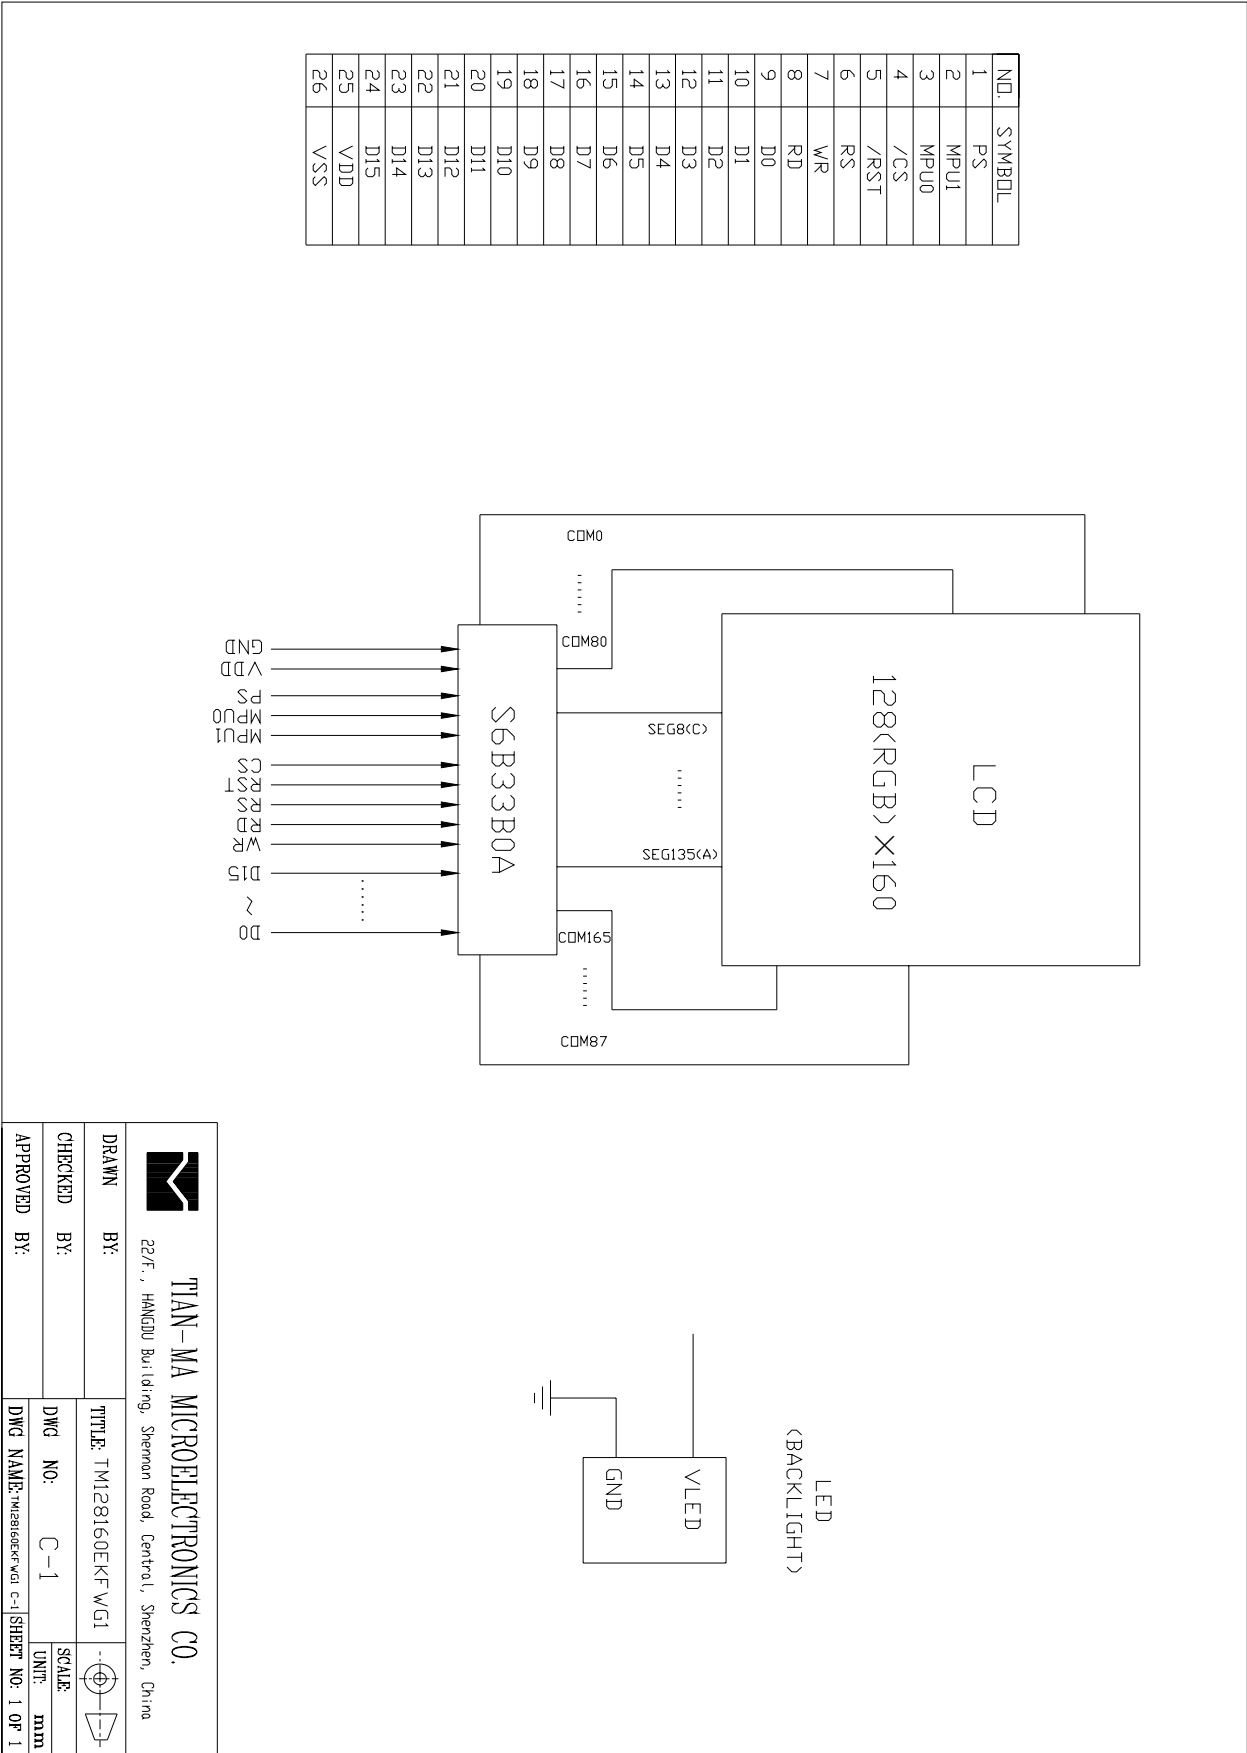 NO. SYMBOL
1 PS
2 MPU1
3 MPU0
4 /CS
5 /RST
6 RS
7 WR
8 RD
9 D0
10 D1
11 D2
12 D3
13 D4
14 D5
15 D6
16 D7
17 D8
18 D9
19 D10
20 D11
21 D12
22 D13
23 D14
24 D15
25 VDD
26 VSS
LCD
128(RGB)×160
COM0
COM80
SEG8(C)
SEG135(A)
COM165
COM87
S6B33B0A
GND
VDD
PS
MPU0
MPU1
CS
RST
RS
RD
WR
D15
~
D0
LED
(BACKLIGHT)
VLED
GND
TIAN-MA MICROELECTRONICS CO.
22/F., HANGDU Building, Shennan Road, Central, Shenzhen, China
DRAWN BY:
CHECKED BY:
APPROVED BY:
TITLE: TM128160EKFWG1
DWG NO: C-1
SCALE:
UNIT: mm
DWG NAME:TM128160EKFWG1 C-1
SHEET NO: 1 OF 1